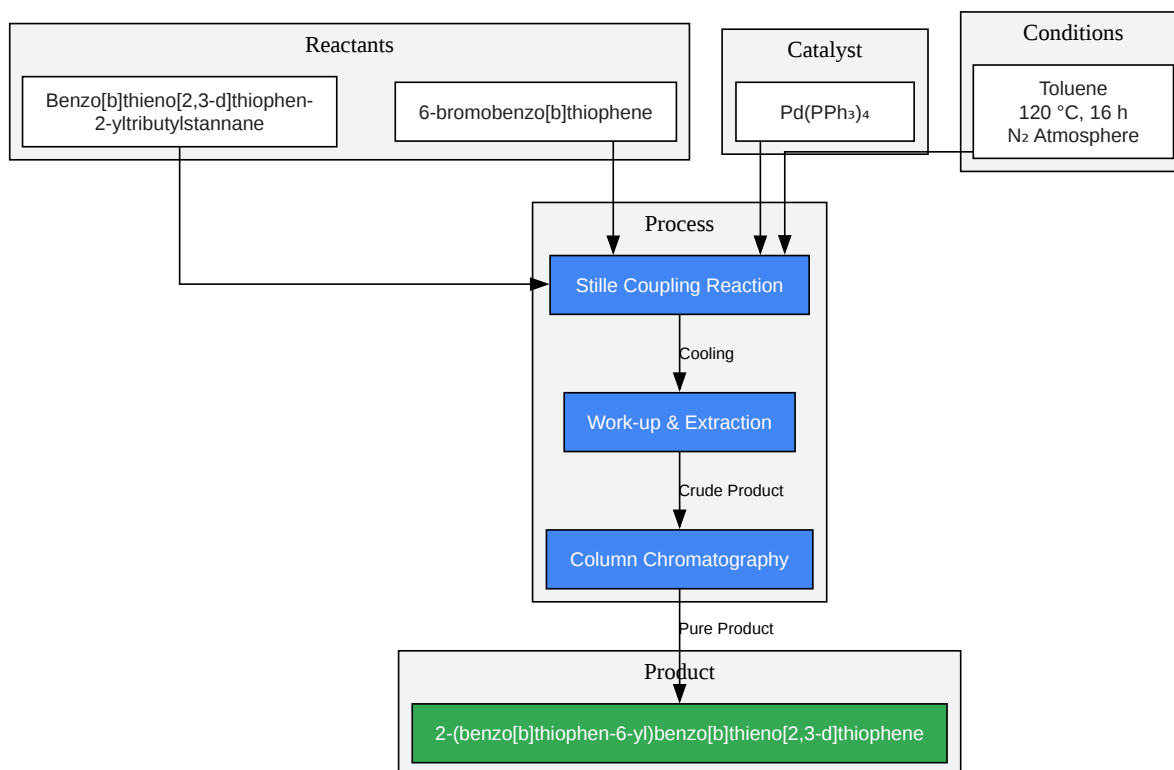 Reactants
Benzo[b]thieno[2,3-d]thiophen-
2-yltributylstannane
6-bromobenzo[b]thiophene
Catalyst
Pd(PPh₃)₄
Conditions
Toluene
120 °C, 16 h
N₂ Atmosphere
Process
Stille Coupling Reaction
Cooling
Work-up & Extraction
Crude Product
Column Chromatography
Pure Product
Product
2-(benzo[b]thiophen-6-yl)benzo[b]thieno[2,3-d]thiophene